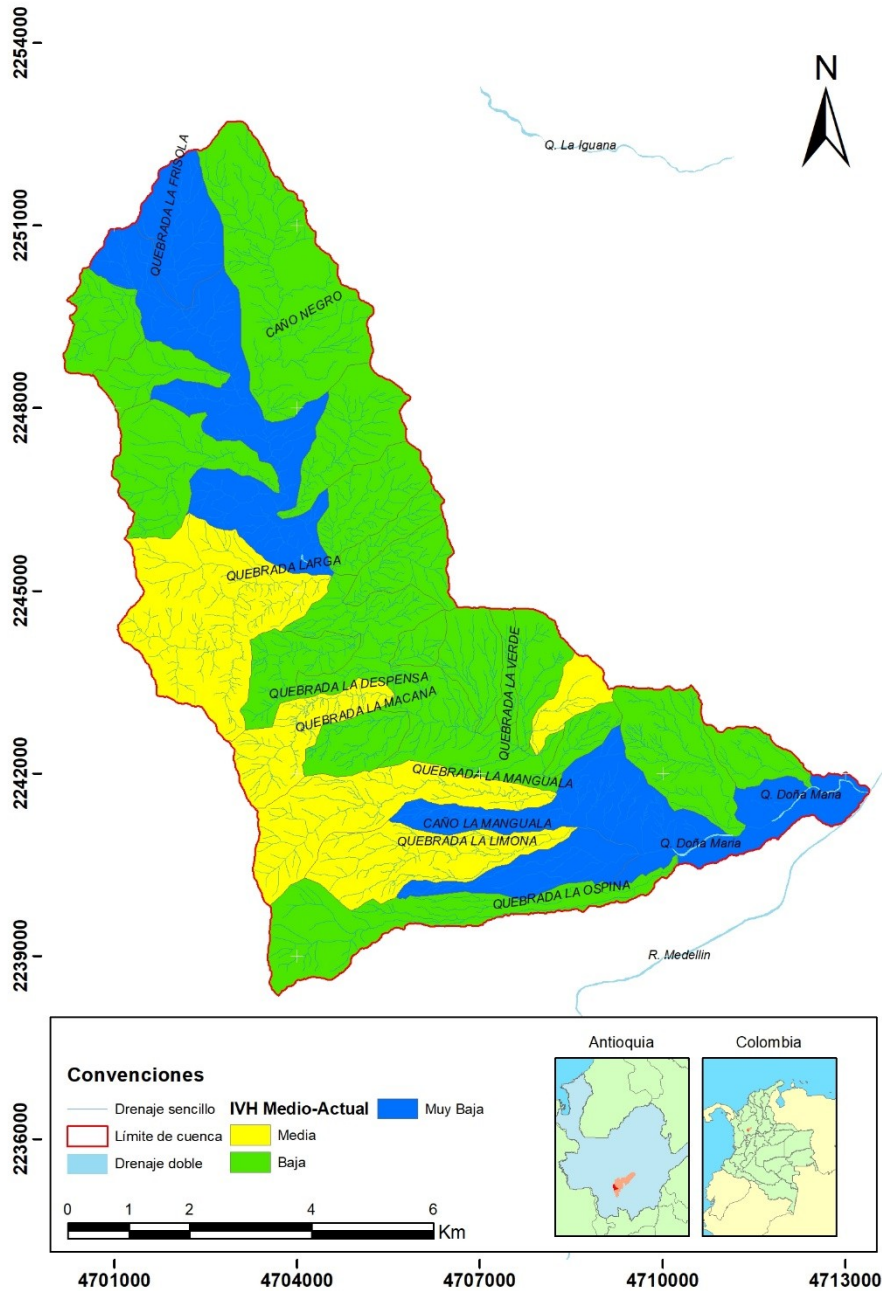 2254000
N
Q. La Iguana
QUEBRADA LA FRISOLA
2251000
CAÑO NEGRO
2248000
QUEBRADA LARGA
2245000
QUEBRADA LA VERDE
QUEBRADA LA DESPENSA
QUEBRADA LA MACANA
2242000
QUEBRADA LA MANGUALA
Q. Doña Maria
CAÑO LA MANGUALA
QUEBRADA LA LIMONA
Q. Doña Maria
QUEBRADA LA OSPINA
2239000
R. Medellin
Convenciones
Drenaje sencillo
Límite de cuenca
Drenaje doble
IVH Medio-Actual
Media
Baja
Muy Baja
Antioquia
Colombia
2236000
0 1 2 4 6
Km
4701000 4704000 4707000 4710000 4713000